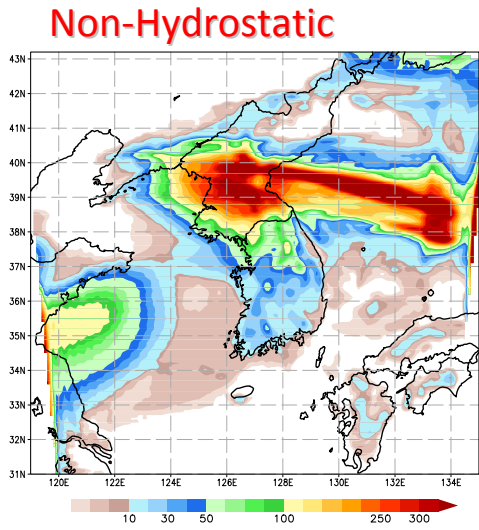 Non-Hydrostatic
43N
42N
41N
40N
39N
38N
37N
36N
35N
34N
33N
32N
31N
120E 122E 124E 126E 128E 130E 132E 134E
10 30 50 100 250 300